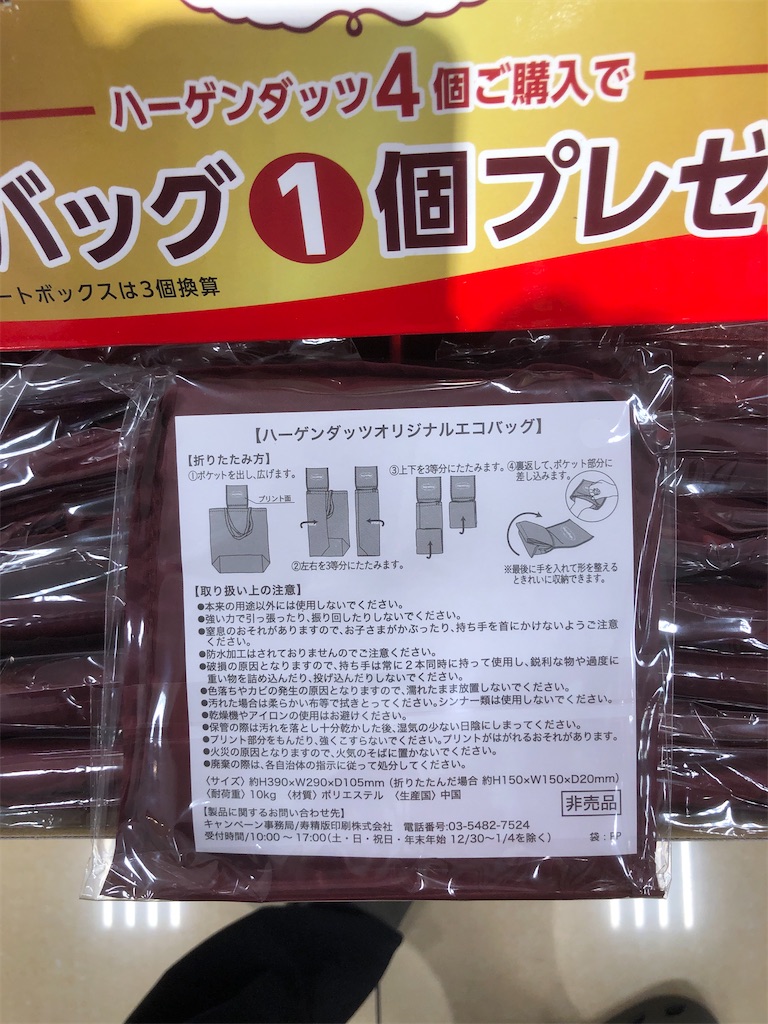 ハーゲンダッツ4個ご購入で
バッグ1個プレゼ
ートボックスは3個換算
【ハーゲンダッツオリジナルエコバッグ】
【折りたたみ方】
①ポケットを出し、広げます。
プリント面
②左右を3等分にたたみます。
③上下を3等分にたたみます。
④裏返して、ポケット部分に
差し込みます。
※最後に手を入れて形を整える
ときれいに収納できます。
【取り扱い上の注意】
●本来の用途以外には使用しないでください。
●強い力で引っ張ったり、振り回したりしないでください。
●窒息のおそれがありますので、お子さまがかぶったり、持ち手を首にかけないようご注意
ください。
●防水加工はされておりませんのでご注意ください。
●破損の原因となりますので、持ち手は常に2本同時に持って使用し、鋭利な物や過度に
重い物を詰め込んだり、投げ込んだりしないでください。
●色落ちやカビの発生の原因となりますので、濡れたまま放置しないでください。
●汚れた場合は柔らかい布等で拭きとってください。シンナー類は使用しないでください。
●乾燥機やアイロンの使用はお避けください。
●保管の際は汚れを落とし十分乾かした後、湿気の少ない日陰にしまってください。
●プリント部分をもんだり、強くこすらないでください。プリントがはがれるおそれがあります。
●火災の原因となりますので、火気のそばに置かないでください。
●廃棄の際は、各自治体の指示に従って処分してください。
〈サイズ〉約H390×W290×D105mm(折りたたんだ場合 約H150×W150×D20mm)
〈耐荷重〉10kg 〈材質〉ポリエステル 〈生産国〉中国
非売品
【製品に関するお問い合わせ先】
キャンペーン事務局/寿精版印刷株式会社 電話番号:03-5482-7524
受付時間/10:00～17:00(土・日・祝日・年末年始 12/30～1/4を除く)
袋:PP